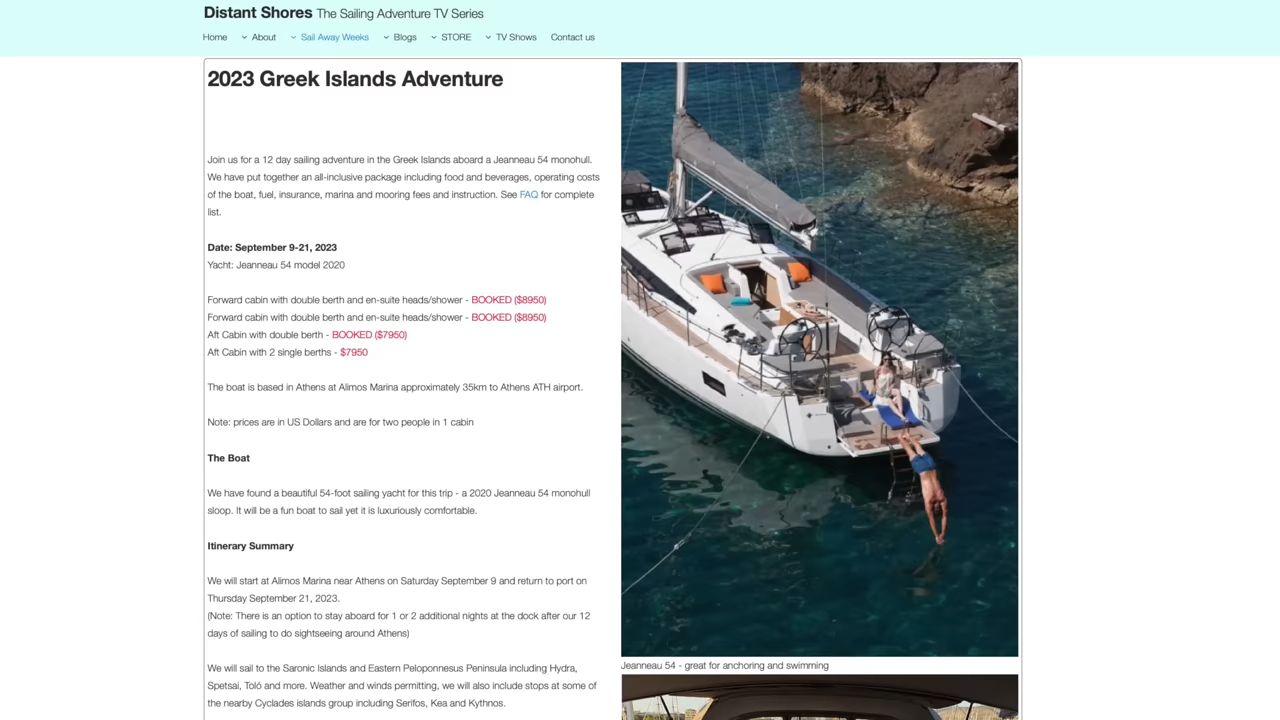 Distant Shores The Sailing Adventure TV Series
Home About Sail Away Weeks Blogs STORE TV Shows Contact us
2023 Greek Islands Adventure
Join us for a 12 day sailing adventure in the Greek Islands aboard a Jeanneau 54 monohull.
We have put together an all-inclusive package including food and beverages, operating costs
of the boat, fuel, insurance, marina and mooring fees and instruction. See FAQ for complete
list.
Date: September 9-21, 2023
Yacht: Jeanneau 54 model 2020
Forward cabin with double berth and en-suite heads/shower - BOOKED ($8950)
Forward cabin with double berth and en-suite heads/shower - BOOKED ($8950)
Aft Cabin with double berth - BOOKED ($7950)
Aft Cabin with 2 single berths - $7950
The boat is based in Athens at Alimos Marina approximately 35km to Athens ATH airport.
Note: prices are in US Dollars and are for two people in 1 cabin
The Boat
We have found a beautiful 54-foot sailing yacht for this trip - a 2020 Jeanneau 54 monohull
sloop. It will be a fun boat to sail yet it is luxuriously comfortable.
Itinerary Summary
We will start at Alimos Marina near Athens on Saturday September 9 and return to port on
Thursday September 21, 2023.
(Note: There is an option to stay aboard for 1 or 2 additional nights at the dock after our 12
days of sailing to do sightseeing around Athens)
We will sail to the Saronic Islands and Eastern Peloponnesus Peninsula including Hydra,
Spetsai, Toló and more. Weather and winds permitting, we will also include stops at some of
the nearby Cyclades islands group including Serifos, Kea and Kythnos.
Jeanneau 54 - great for anchoring and swimming